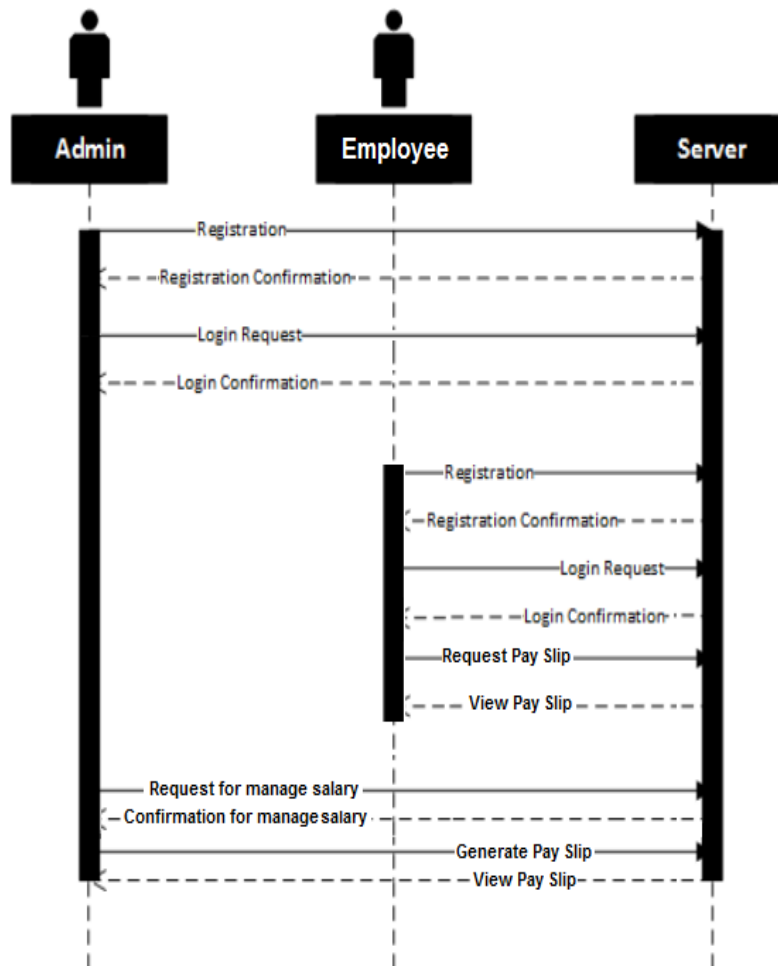 Admin
Employee
Server
Registration
Registration Confirmation
Login Request
Login Confirmation
Registration
Registration Confirmation
Login Request
Login Confirmation
Request Pay Slip
View Pay Slip
Request for manage salary
Confirmation for manage salary
Generate Pay Slip
View Pay Slip